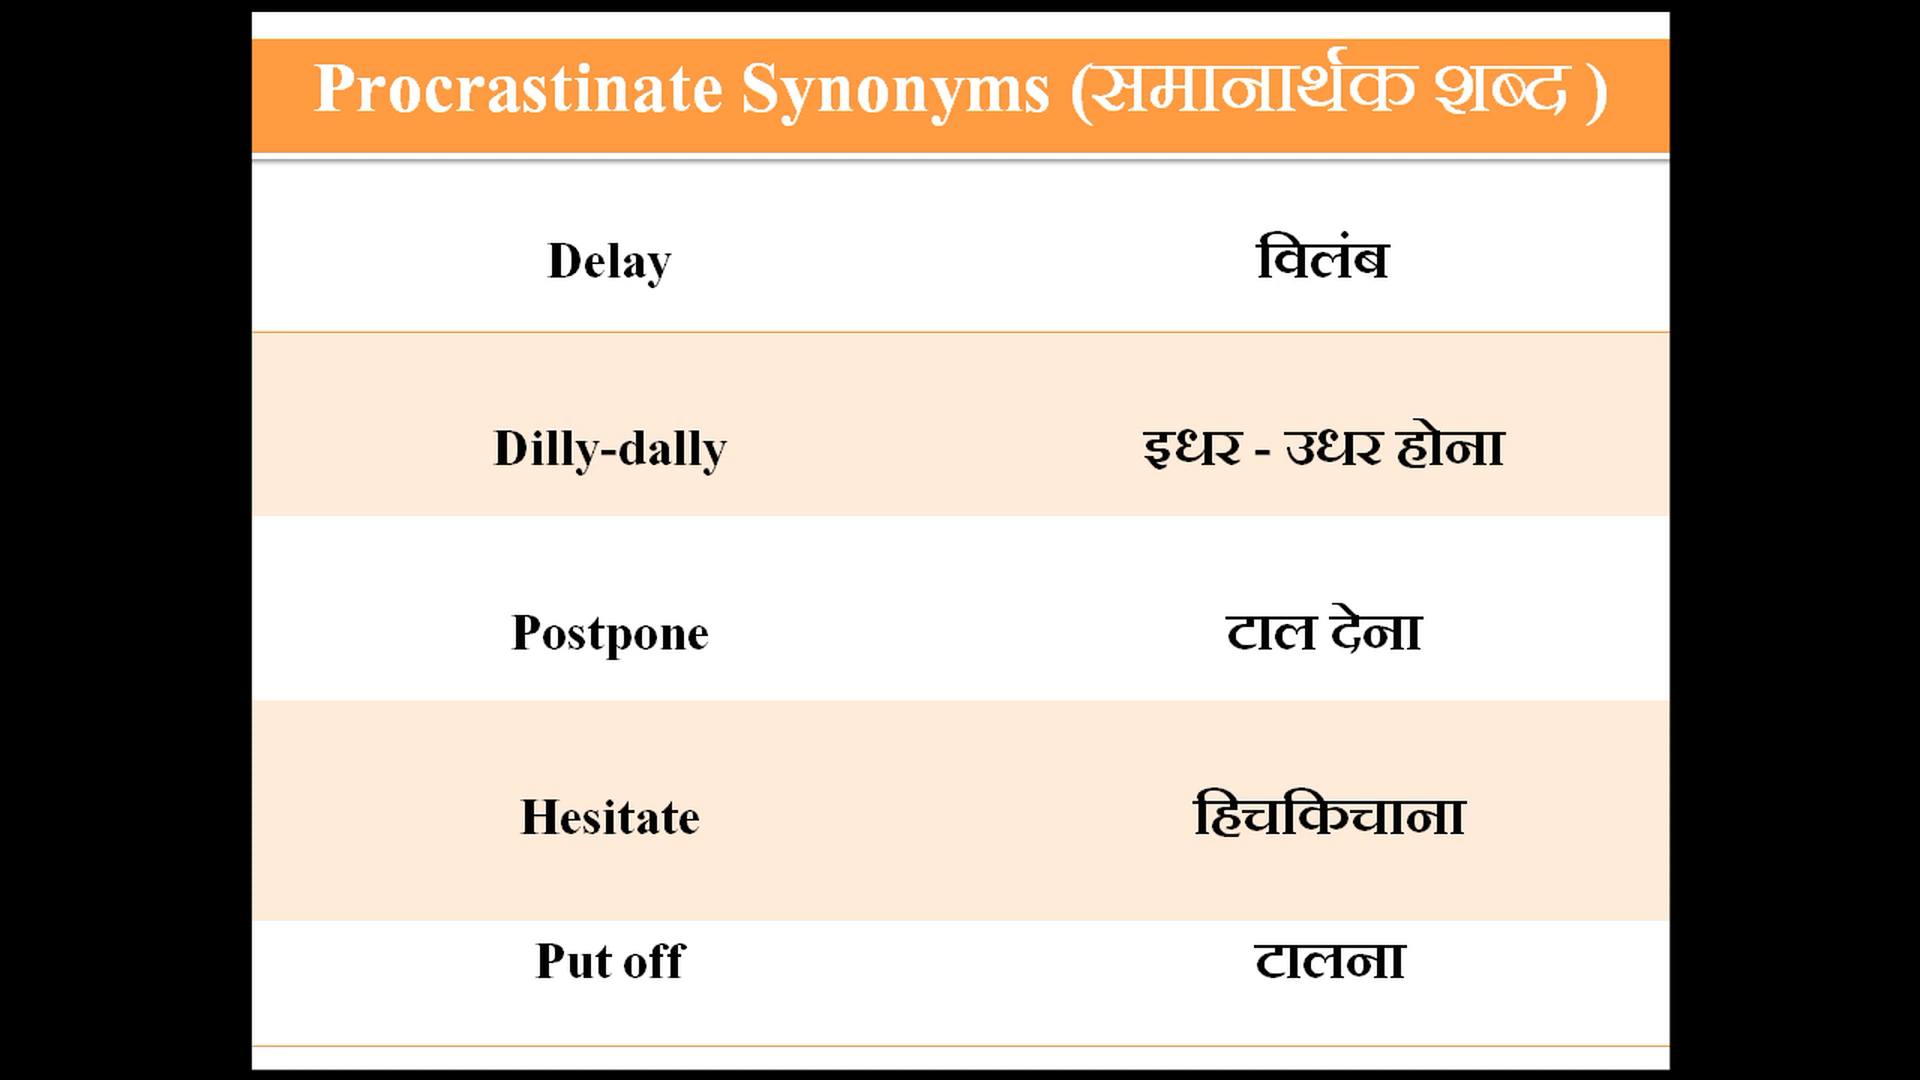 Procrastinate Synonyms (समानार्थक शब्द )
Delay विलंब
Dilly-dally इधर - उधर होना
Postpone टाल देना
Hesitate हिचकिचाना
Put off टालना